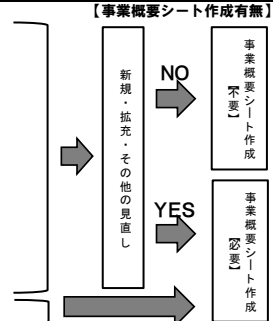 【事業概要シート作成有無】
新規・拡充・その他の見直し
NO
事業概要シート作成
【不要】
YES
事業概要シート作成
【必要】